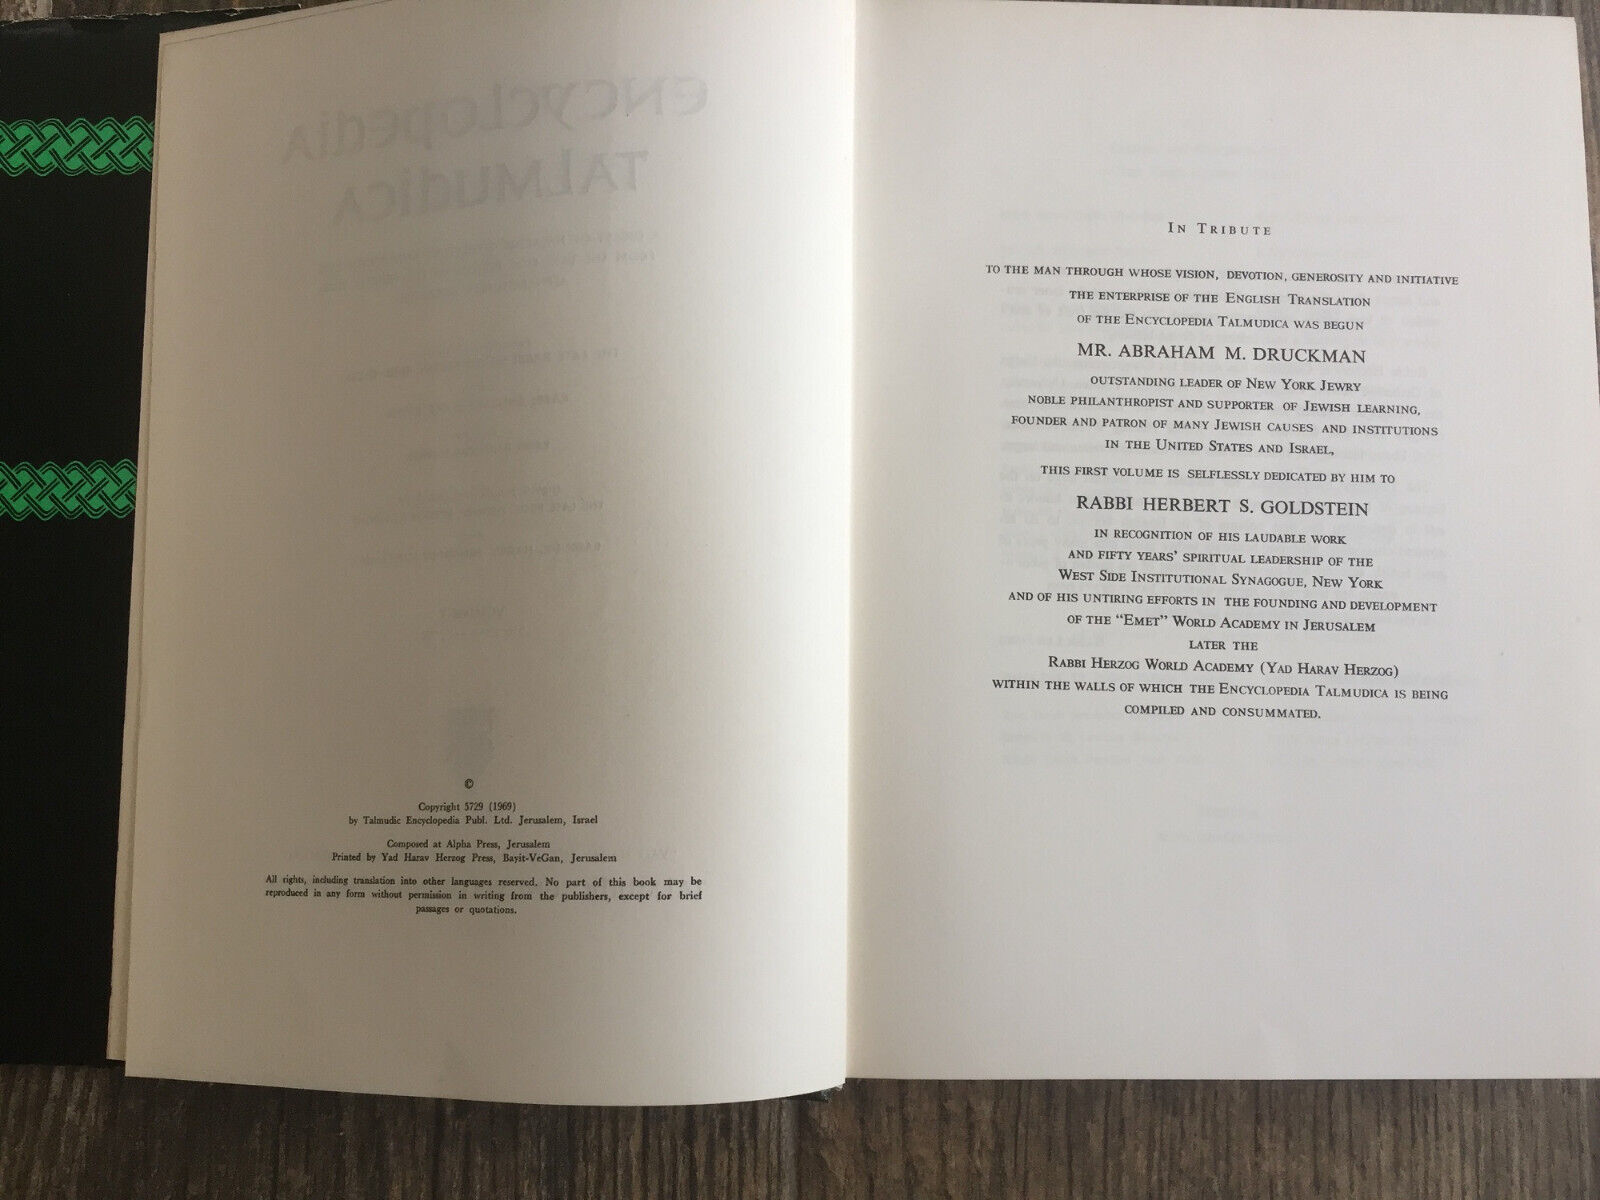 ©
Copyright 5729 (1969)
by Talmudic Encyclopedia Publ. Ltd. Jerusalem, Israel
Composed at Alpha Press, Jerusalem
Printed by Yad Harav Herzog Press, Bayit-VeGan, Jerusalem
All rights, including translation into other languages reserved. No part of this book may be
reproduced in any form without permission in writing from the publishers, except for brief
passages or quotations.
ENCYCLOPEDIA
TALMUDICA
IN TRIBUTE
TO THE MAN THROUGH WHOSE VISION, DEVOTION, GENEROSITY AND INITIATIVE
THE ENTERPRISE OF THE ENGLISH TRANSLATION
OF THE ENCYCLOPEDIA TALMUDICA WAS BEGUN
MR. ABRAHAM M. DRUCKMAN
OUTSTANDING LEADER OF NEW YORK JEWRY
NOBLE PHILANTHROPIST AND SUPPORTER OF JEWISH LEARNING,
FOUNDER AND PATRON OF MANY JEWISH CAUSES AND INSTITUTIONS
IN THE UNITED STATES AND ISRAEL,
THIS FIRST VOLUME IS SELFLESSLY DEDICATED BY HIM TO
RABBI HERBERT S. GOLDSTEIN
IN RECOGNITION OF HIS LAUDABLE WORK
AND FIFTY YEARS' SPIRITUAL LEADERSHIP OF THE
WEST SIDE INSTITUTIONAL SYNAGOGUE, NEW YORK
AND OF HIS UNTIRING EFFORTS IN THE FOUNDING AND DEVELOPMENT
OF THE "EMET" WORLD ACADEMY IN JERUSALEM
LATER THE
RABBI HERZOG WORLD ACADEMY (YAD HARAV HERZOG)
WITHIN THE WALLS OF WHICH THE ENCYCLOPEDIA TALMUDICA IS BEING
COMPILED AND CONSUMMATED.